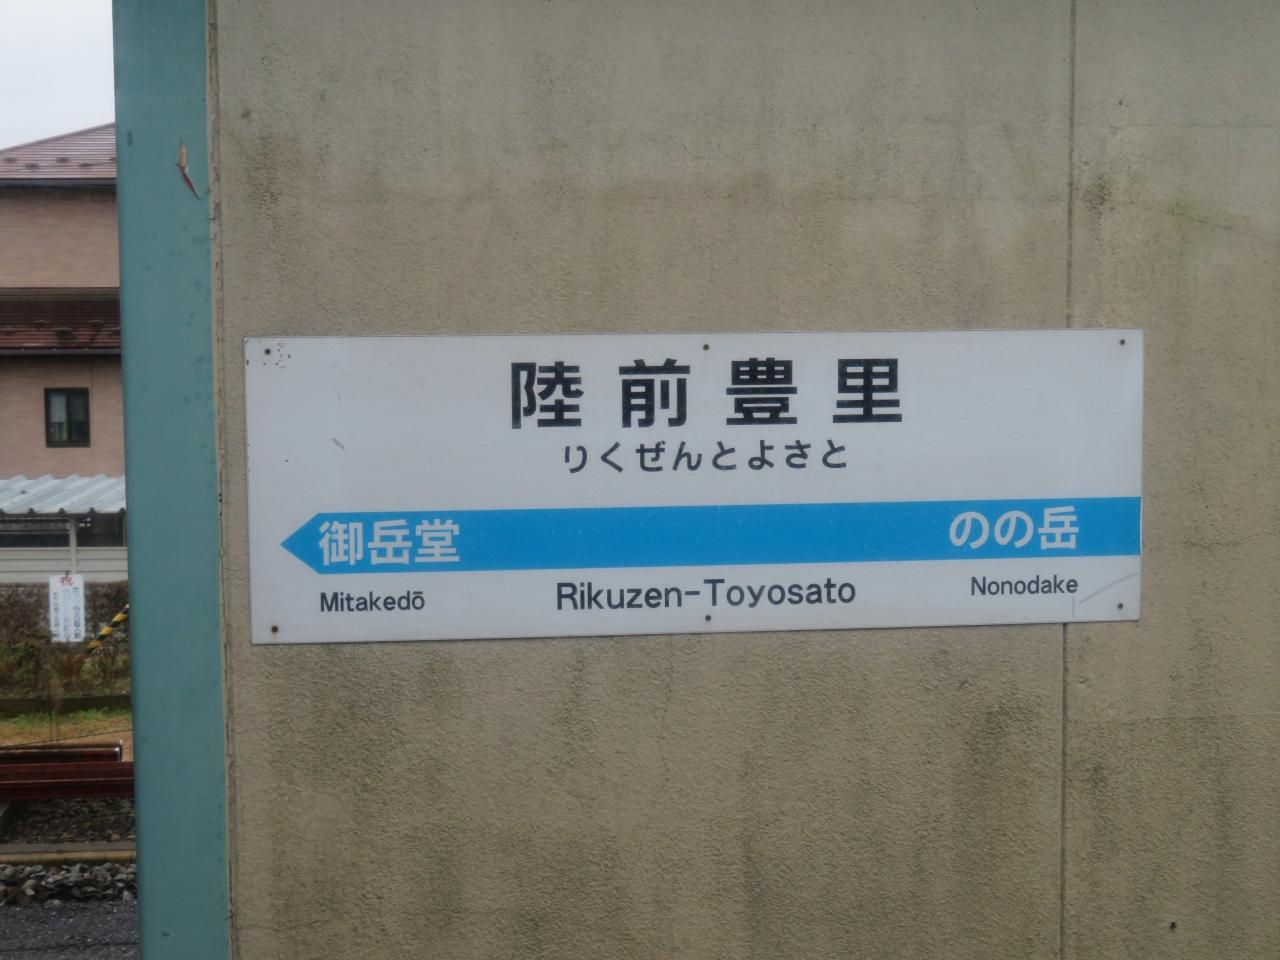 陸前豊里
りくぜんとよさと
御岳堂 のの岳
Mitakedō Rikuzen-Toyosato Nonodake
祝